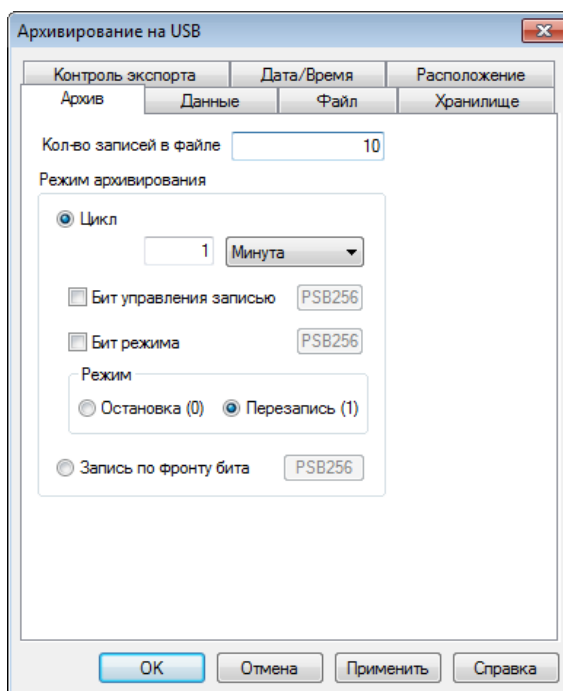 Архивирование на USB
Контроль экспорта Дата/Время Расположение
Архив Данные Файл Хранилище
Кол-во записей в файле 10
Режим архивирования
Цикл
1 Минута
Бит управления записью PSB256
Бит режима PSB256
Режим
Остановка (0) Перезапись (1)
Запись по фронту бита PSB256
OK Отмена Применить Справка